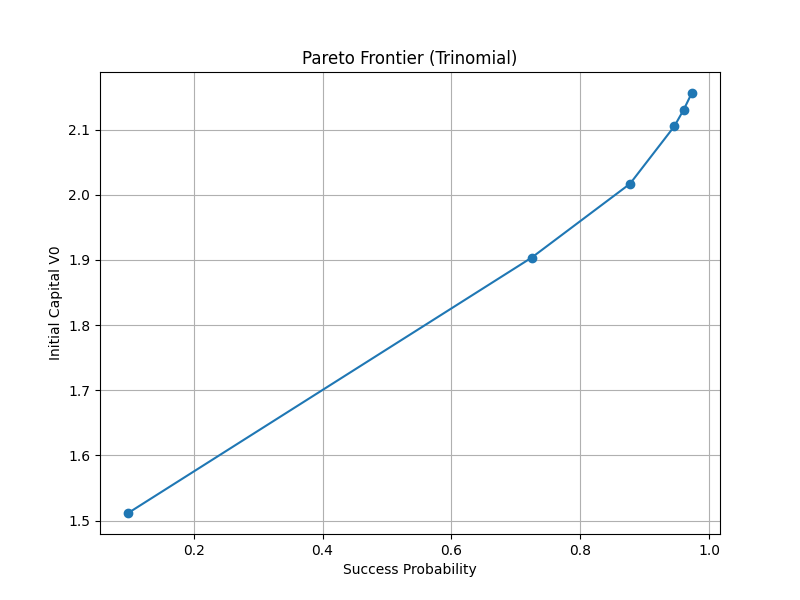 Pareto Frontier (Trinomial)
2.1
2.0
1.9
1.8
1.7
1.6
1.5
Initial Capital V0
0.2 0.4 0.6 0.8 1.0
Success Probability